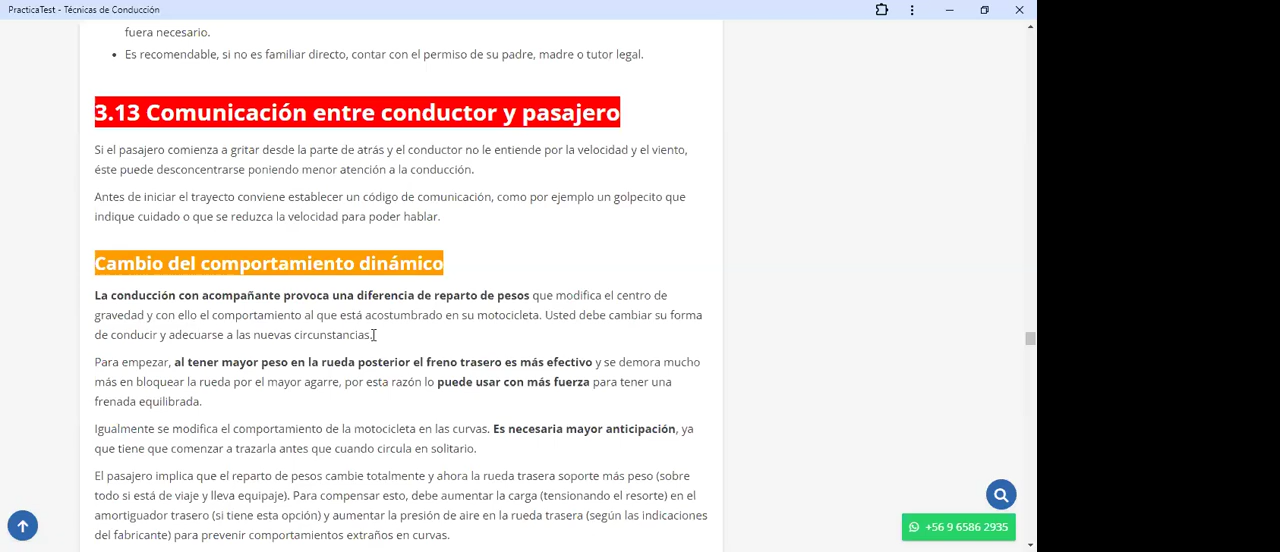 PracticaTest - Técnicas de Conducción
fuera necesario.
• Es recomendable, si no es familiar directo, contar con el permiso de su padre, madre o tutor legal.
3.13 Comunicación entre conductor y pasajero
Si el pasajero comienza a gritar desde la parte de atrás y el conductor no le entiende por la velocidad y el viento,
éste puede desconcentrarse poniendo menor atención a la conducción.
Antes de iniciar el trayecto conviene establecer un código de comunicación, como por ejemplo un golpecito que
indique cuidado o que se reduzca la velocidad para poder hablar.
Cambio del comportamiento dinámico
La conducción con acompañante provoca una diferencia de reparto de pesos que modifica el centro de
gravedad y con ello el comportamiento al que está acostumbrado en su motocicleta. Usted debe cambiar su forma
de conducir y adecuarse a las nuevas circunstancias.
Para empezar, al tener mayor peso en la rueda posterior el freno trasero es más efectivo y se demora mucho
más en bloquear la rueda por el mayor agarre, por esta razón lo puede usar con más fuerza para tener una
frenada equilibrada.
Igualmente se modifica el comportamiento de la motocicleta en las curvas. Es necesaria mayor anticipación, ya
que tiene que comenzar a trazarla antes que cuando circula en solitario.
El pasajero implica que el reparto de pesos cambie totalmente y ahora la rueda trasera soporte más peso (sobre
todo si está de viaje y lleva equipaje). Para compensar esto, debe aumentar la carga (tensionando el resorte) en el
amortiguador trasero (si tiene esta opción) y aumentar la presión de aire en la rueda trasera (según las indicaciones
del fabricante) para prevenir comportamientos extraños en curvas.
+56 9 6586 2935